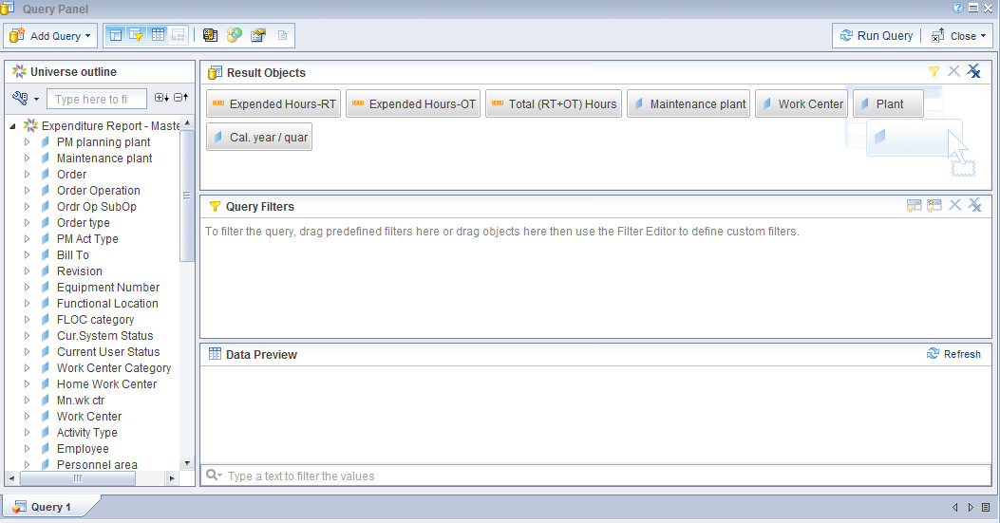 Query Panel
Add Query
Run Query
Close
Universe outline
Type here to fi
Expenditure Report - Maste
PM planning plant
Maintenance plant
Order
Order Operation
Ordr Op SubOp
Order type
PM Act Type
Bill To
Revision
Equipment Number
Functional Location
FLOC category
Cur.System Status
Current User Status
Work Center Category
Home Work Center
Mn.wk ctr
Work Center
Activity Type
Employee
Personnel area
Result Objects
Expended Hours-RT
Expended Hours-OT
Total (RT+OT) Hours
Maintenance plant
Work Center
Plant
Cal. year / quar
Query Filters
To filter the query, drag predefined filters here or drag objects here then use the Filter Editor to define custom filters.
Data Preview
Refresh
Type a text to filter the values
Query 1